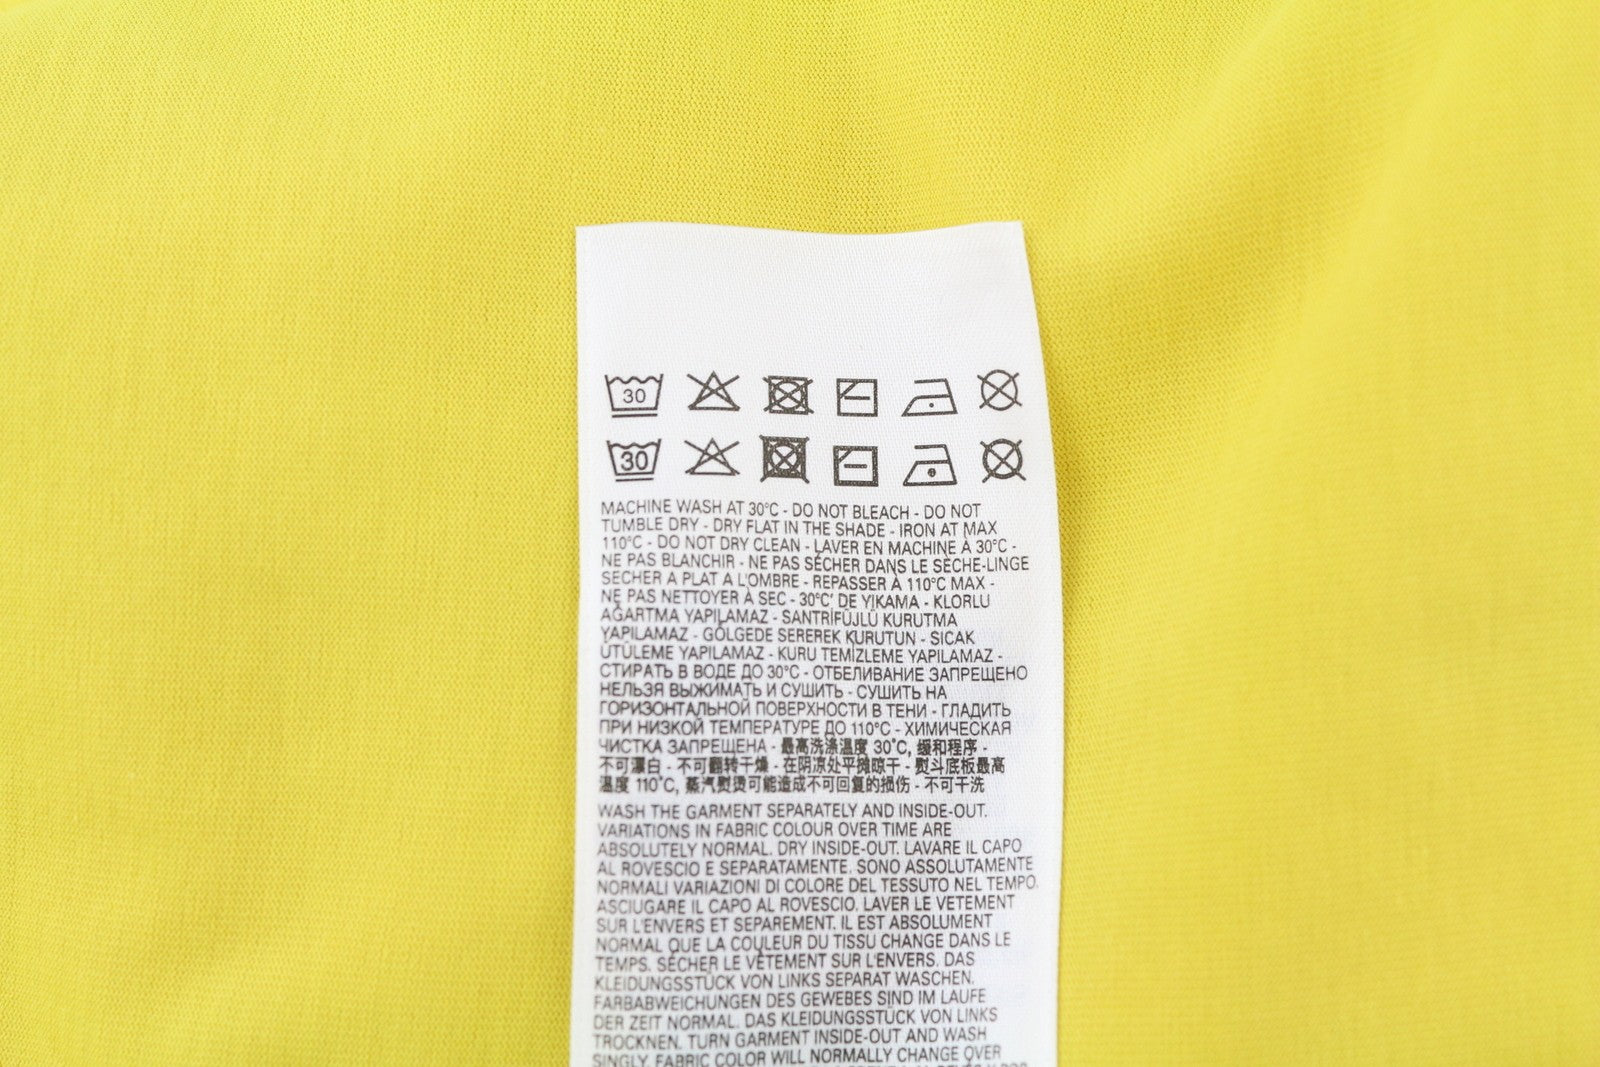 30
30
MACHINE WASH AT 30°C - DO NOT BLEACH - DO NOT
TUMBLE DRY - DRY FLAT IN THE SHADE - IRON AT MAX
110°C - DO NOT DRY CLEAN - LAVER EN MACHINE À 30°C -
NE PAS BLANCHIR - NE PAS SÉCHER DANS LE SÈCHE-LINGE
SECHER A PLAT A L'OMBRE - REPASSER À 110°C MAX -
NE PAS NETTOYER À SEC - 30°C' DE YIKAMA - KLORLU
AĞARTMA YAPILAMAZ - SANTRİFÜJLÜ KURUTMA
YAPILAMAZ - GÖLGEDE SEREREK KURUTUN - SICAK
ÜTÜLEME YAPILAMAZ - KURU TEMİZLEME YAPILAMAZ -
СТИРАТЬ В ВОДЕ ДО 30°C - ОТБЕЛИВАНИЕ ЗАПРЕЩЕНО
НЕЛЬЗЯ ВЫЖИМАТЬ И СУШИТЬ - СУШИТЬ НА
ГОРИЗОНТАЛЬНОЙ ПОВЕРХНОСТИ В ТЕНИ - ГЛАДИТЬ
ПРИ НИЗКОЙ ТЕМПЕРАТУРЕ ДО 110°C - ХИМИЧЕСКАЯ
ЧИСТКА ЗАПРЕЩЕНА - 最高洗涤温度 30°C, 缓和程序 -
不可漂白 - 不可翻转干燥 - 在阴凉处平摊晾干 - 熨斗底板最高
温度 110°C, 蒸汽熨烫可能造成不可回复的损伤 - 不可干洗
WASH THE GARMENT SEPARATELY AND INSIDE-OUT.
VARIATIONS IN FABRIC COLOUR OVER TIME ARE
ABSOLUTELY NORMAL. DRY INSIDE-OUT. LAVARE IL CAPO
AL ROVESCIO E SEPARATAMENTE. SONO ASSOLUTAMENTE
NORMALI VARIAZIONI DI COLORE DEL TESSUTO NEL TEMPO.
ASCIUGARE IL CAPO AL ROVESCIO. LAVER LE VETEMENT
SUR L'ENVERS ET SEPAREMENT. IL EST ABSOLUMENT
NORMAL QUE LA COULEUR DU TISSU CHANGE DANS LE
TEMPS. SÉCHER LE VÊTEMENT SUR L'ENVERS. DAS
KLEIDUNGSSTÜCK VON LINKS SEPARAT WASCHEN.
FARBABWEICHUNGEN DES GEWEBES SIND IM LAUFE
DER ZEIT NORMAL. DAS KLEIDUNGSSTÜCK VON LINKS
TROCKNEN. TURN GARMENT INSIDE-OUT AND WASH
SINGLY. FABRIC COLOR WILL NORMALLY CHANGE OVER